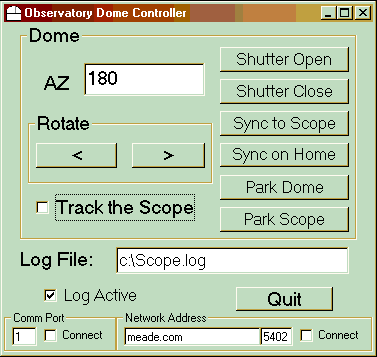 Observatory Dome Controller
Dome
AZ 180
Shutter Open
Shutter Close
Rotate
< >
Sync to Scope
Sync on Home
Track the Scope
Park Dome
Park Scope
Log File: c:\Scope.log
Log Active
Quit
Comm Port
1 Connect
Network Address
meade.com 5402 Connect